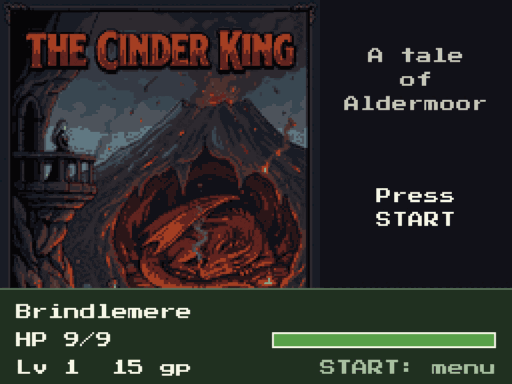 THE CINDER KING
A tale
of
Aldermoor
Press
START
Brindlemere
HP 9/9
Lv 1 15 gp
START: menu